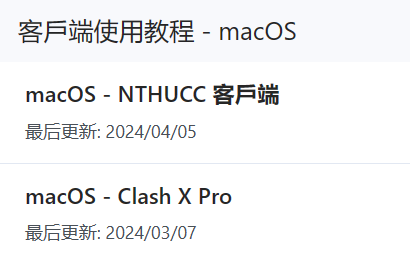 客戶端使用教程 - macOS
macOS - NTHUCC 客戶端
最后更新: 2024/04/05
macOS - Clash X Pro
最后更新: 2024/03/07